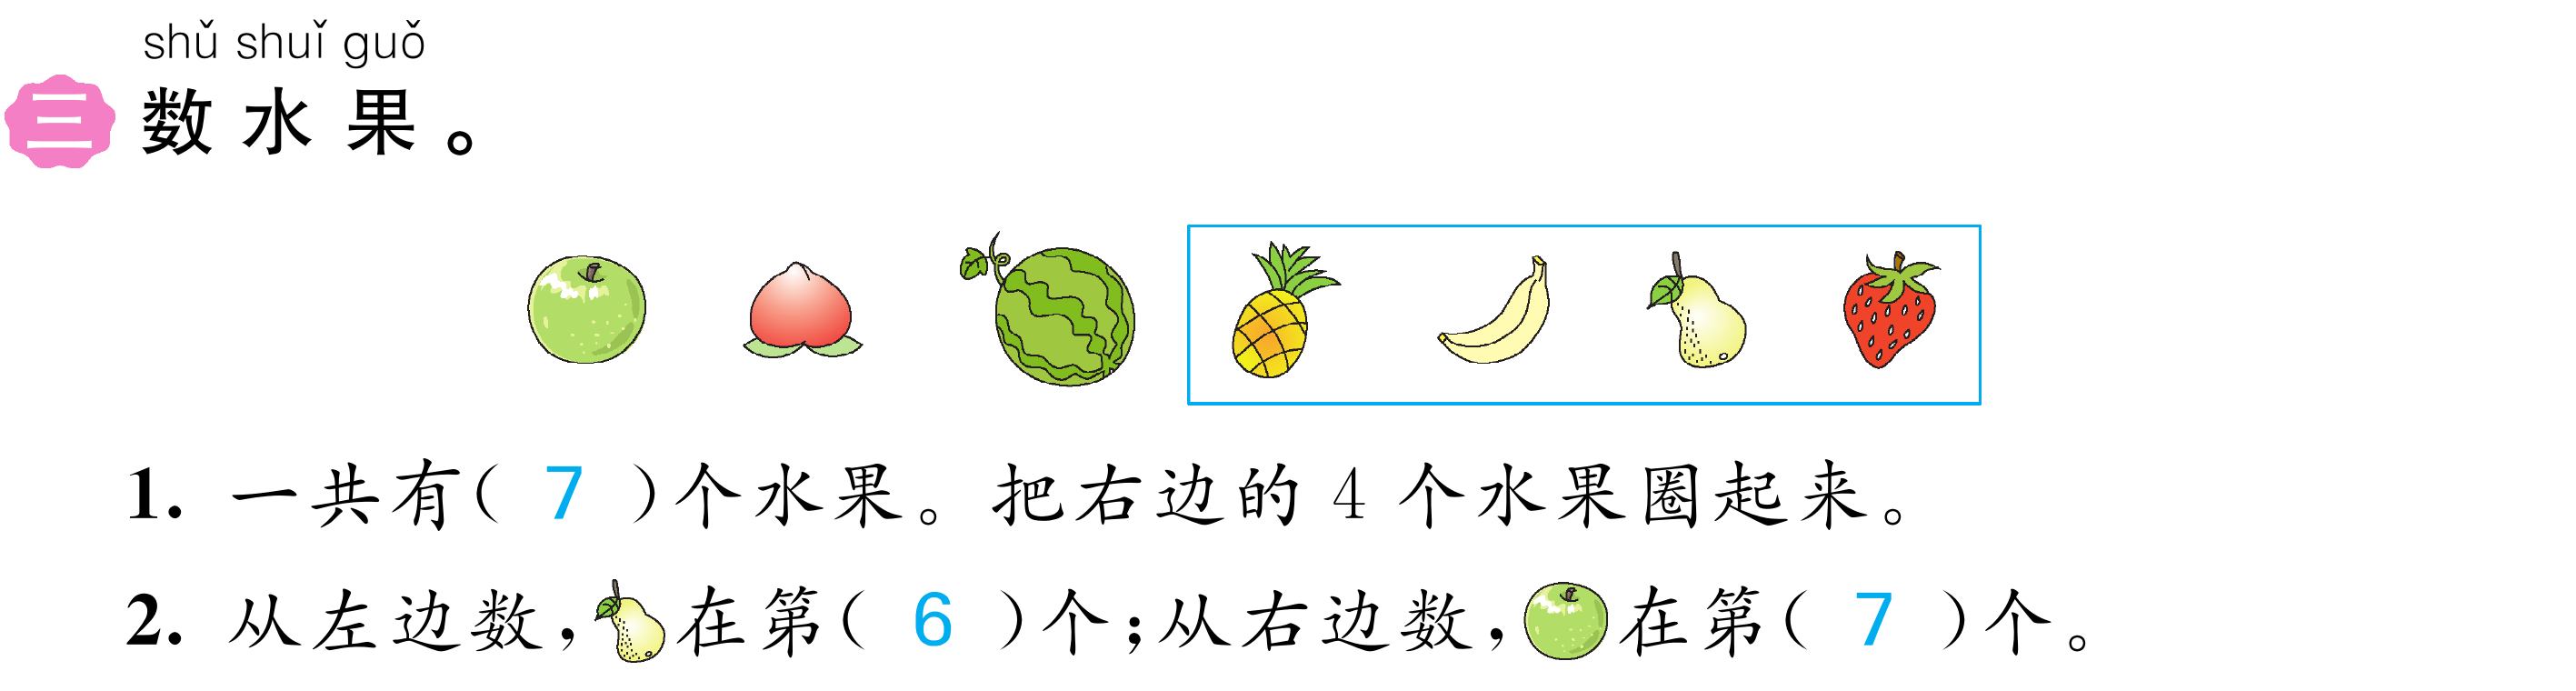 shǔ shuǐ guǒ
三 数水果。
1. 一共有( 7 )个水果。把右边的 4 个水果圈起来。
2. 从左边数,在第( 6 )个;从右边数,在第( 7 )个。